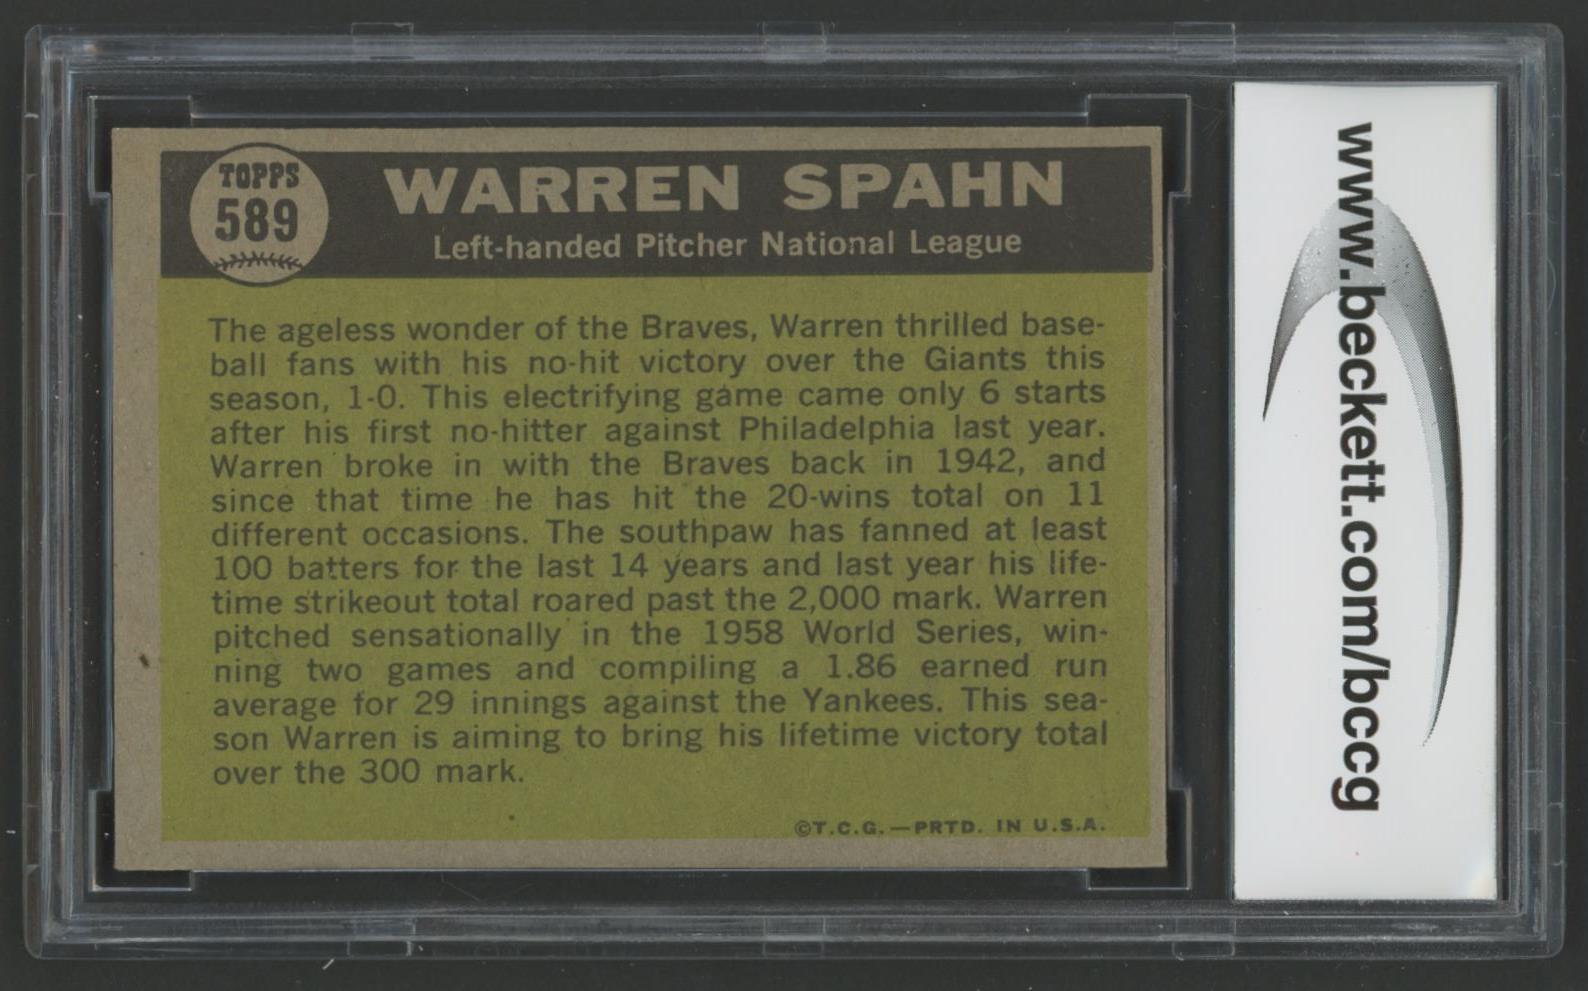 TOPPS
589
WARREN SPAHN
Left-handed Pitcher National League
The ageless wonder of the Braves, Warren thrilled base-
ball fans with his no-hit victory over the Giants this
season, 1-0. This electrifying game came only 6 starts
after his first no-hitter against Philadelphia last year.
Warren broke in with the Braves back in 1942, and
since that time he has hit the 20-wins total on 11
different occasions. The southpaw has fanned at least
100 batters for the last 14 years and last year his life-
time strikeout total roared past the 2,000 mark. Warren
pitched sensationally in the 1958 World Series, win-
ning two games and compiling a 1.86 earned run
average for 29 innings against the Yankees. This sea-
son Warren is aiming to bring his lifetime victory total
over the 300 mark.
©T.C.G.—PRTD. IN U.S.A.
www.beckett.com/bccg